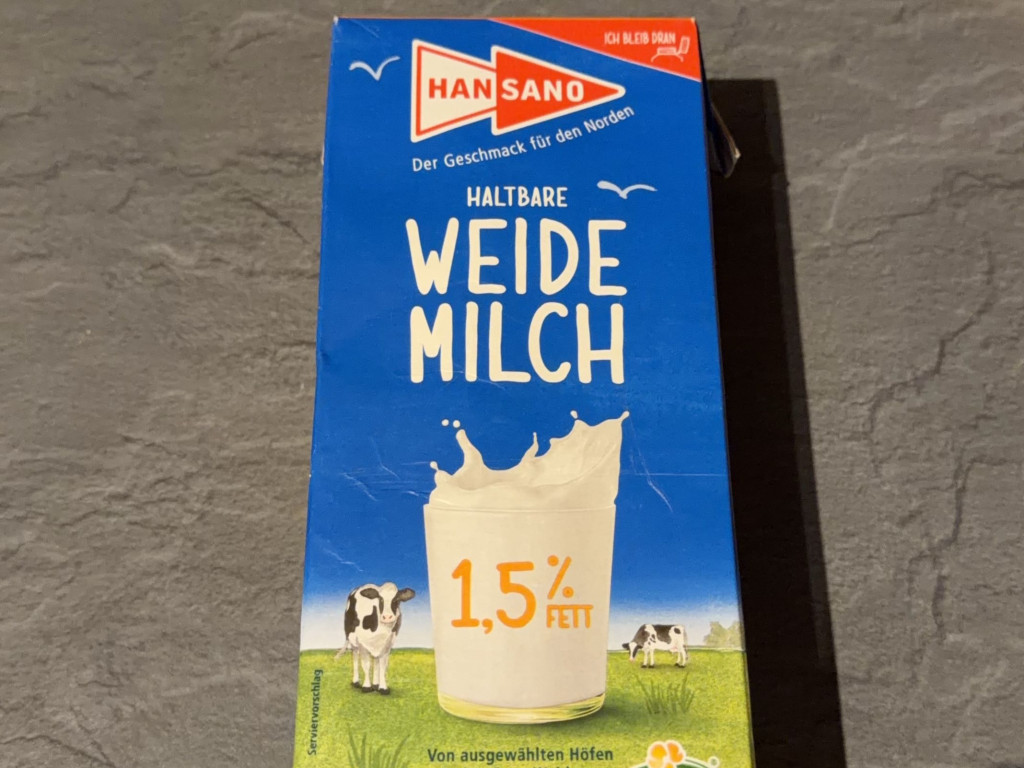 ICH BLEIB DRAN
HANSANO
Der Geschmack für den Norden
HALTBARE
WEIDE
MILCH
1,5%
FETT
Serviervorschlag
Von ausgewählten Höfen